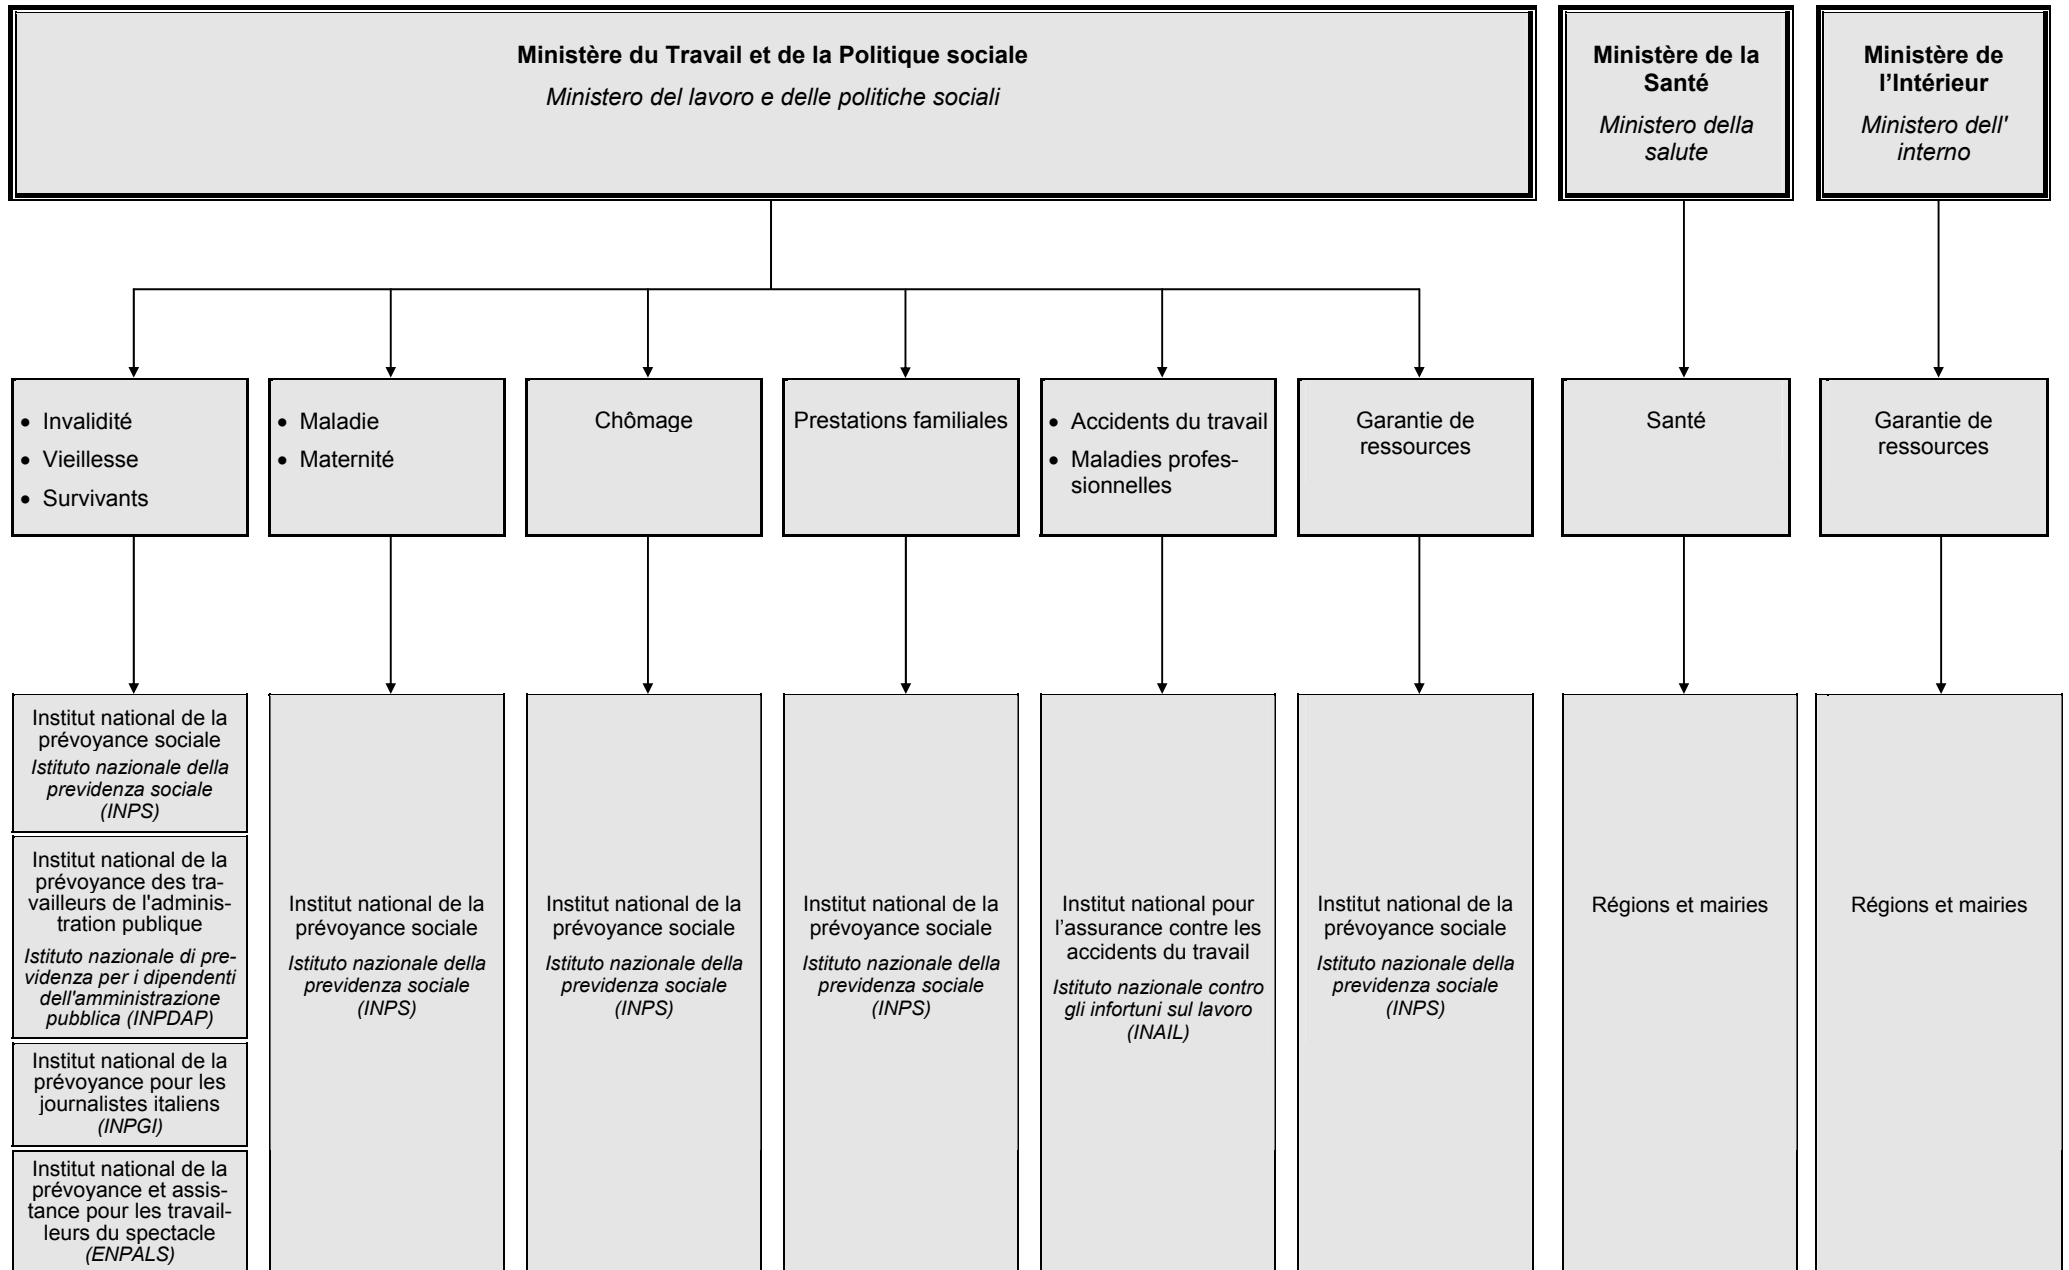 Ministère du Travail et de la Politique sociale
Ministero del lavoro e delle politiche sociali
Ministère de la
Santé
Ministero della
salute
Ministère de
l’Intérieur
Ministero dell'
interno
• Invalidité
• Vieillesse
• Survivants
• Maladie
• Maternité
Chômage
Prestations familiales
• Accidents du travail
• Maladies profes-
sionnelles
Garantie de
ressources
Santé
Garantie de
ressources
Institut national de la
prévoyance sociale
Istituto nazionale della
previdenza sociale
(INPS)
Institut national de la
prévoyance des tra-
vailleurs de l'adminis-
tration publique
Istituto nazionale di pre-
videnza per i dipendenti
dell'amministrazione
pubblica (INPDAP)
Institut national de la
prévoyance pour les
journalistes italiens
(INPGI)
Institut national de la
prévoyance et assis-
tance pour les travail-
leurs du spectacle
(ENPALS)
Institut national de la
prévoyance sociale
Istituto nazionale della
previdenza sociale
(INPS)
Institut national de la
prévoyance sociale
Istituto nazionale della
previdenza sociale
(INPS)
Institut national de la
prévoyance sociale
Istituto nazionale della
previdenza sociale
(INPS)
Institut national pour
l’assurance contre les
accidents du travail
Istituto nazionale contro
gli infortuni sul lavoro
(INAIL)
Institut national de la
prévoyance sociale
Istituto nazionale della
previdenza sociale
(INPS)
Régions et mairies
Régions et mairies